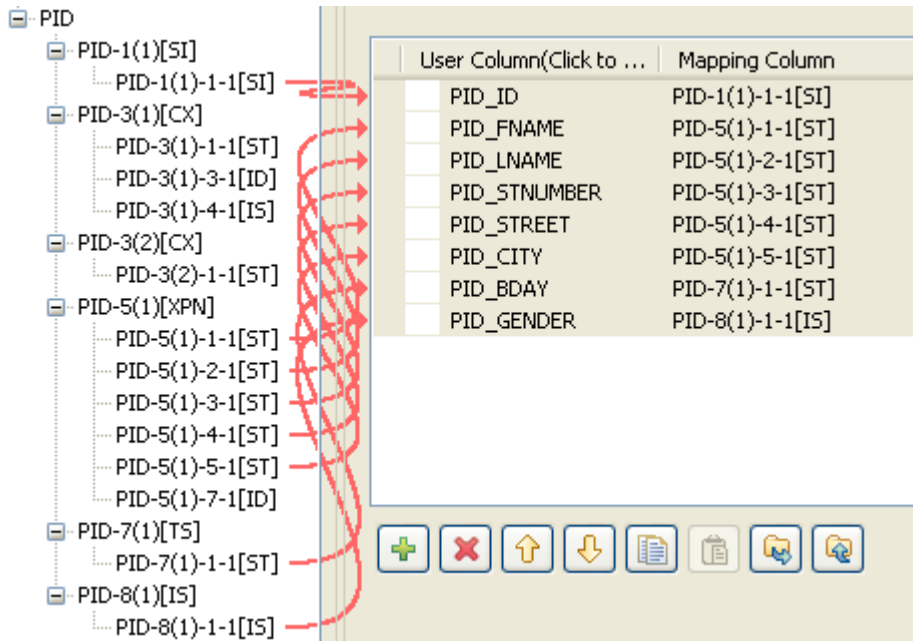 PID
PID-1(1)[SI]
PID-1(1)-1-1[SI]
PID-3(1)[CX]
PID-3(1)-1-1[ST]
PID-3(1)-3-1[ID]
PID-3(1)-4-1[IS]
PID-3(2)[CX]
PID-3(2)-1-1[ST]
PID-5(1)[XPN]
PID-5(1)-1-1[ST]
PID-5(1)-2-1[ST]
PID-5(1)-3-1[ST]
PID-5(1)-4-1[ST]
PID-5(1)-5-1[ST]
PID-5(1)-7-1[ID]
PID-7(1)[TS]
PID-7(1)-1-1[ST]
PID-8(1)[IS]
PID-8(1)-1-1[IS]
User Column(Click to ... Mapping Column
PID_ID PID-1(1)-1-1[SI]
PID_FNAME PID-5(1)-1-1[ST]
PID_LNAME PID-5(1)-2-1[ST]
PID_STNUMBER PID-5(1)-3-1[ST]
PID_STREET PID-5(1)-4-1[ST]
PID_CITY PID-5(1)-5-1[ST]
PID_BDAY PID-7(1)-1-1[ST]
PID_GENDER PID-8(1)-1-1[IS]